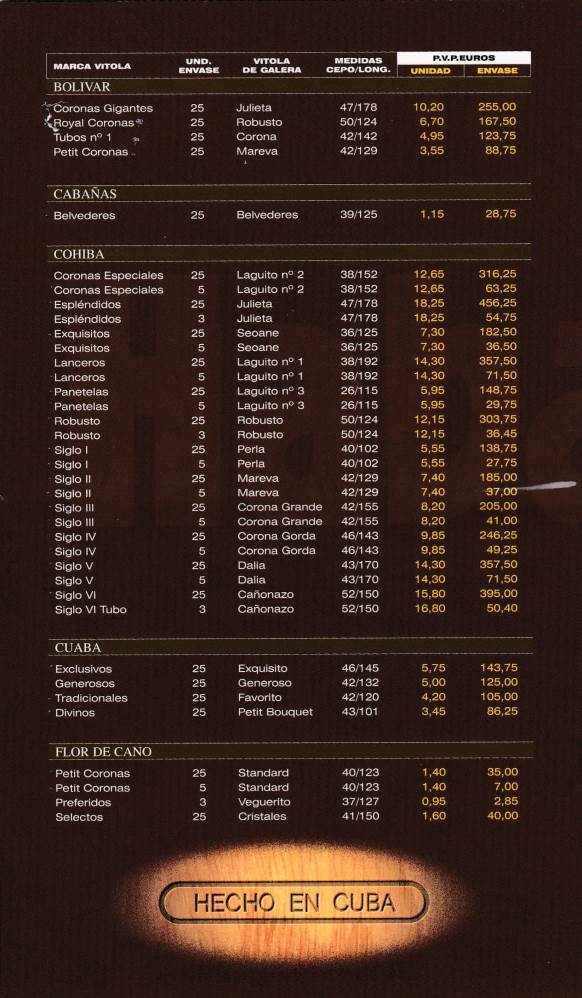 MARCA VITOLA UND. ENVASE VITOLA DE GALERA MEDIDAS CEPO/LONG. P.V.P.EUROS UNIDAD ENVASE
BOLIVAR
Coronas Gigantes 25 Julieta 47/178 10,20 255,00
Royal Coronas 25 Robusto 50/124 6,70 167,50
Tubos nº 1 25 Corona 42/142 4,95 123,75
Petit Coronas 25 Mareva 42/129 3,55 88,75
CABAÑAS
Belvederes 25 Belvederes 39/125 1,15 28,75
COHIBA
Coronas Especiales 25 Laguito nº 2 38/152 12,65 316,25
Coronas Especiales 5 Laguito nº 2 38/152 12,65 63,25
Espléndidos 25 Julieta 47/178 18,25 456,25
Espléndidos 3 Julieta 47/178 18,25 54,75
Exquisitos 25 Seoane 36/125 7,30 182,50
Exquisitos 5 Seoane 36/125 7,30 36,50
Lanceros 25 Laguito nº 1 38/192 14,30 357,50
Lanceros 5 Laguito nº 1 38/192 14,30 71,50
Panetelas 25 Laguito nº 3 26/115 5,95 148,75
Panetelas 5 Laguito nº 3 26/115 5,95 29,75
Robusto 25 Robusto 50/124 12,15 303,75
Robusto 3 Robusto 50/124 12,15 36,45
Siglo I 25 Perla 40/102 5,55 138,75
Siglo I 5 Perla 40/102 5,55 27,75
Siglo II 25 Mareva 42/129 7,40 185,00
Siglo II 5 Mareva 42/129 7,40 37,00
Siglo III 25 Corona Grande 42/155 8,20 205,00
Siglo III 5 Corona Grande 42/155 8,20 41,00
Siglo IV 25 Corona Gorda 46/143 9,85 246,25
Siglo IV 5 Corona Gorda 46/143 9,85 49,25
Siglo V 25 Dalia 43/170 14,30 357,50
Siglo V 5 Dalia 43/170 14,30 71,50
Siglo VI 25 Cañonazo 52/150 15,80 395,00
Siglo VI Tubo 3 Cañonazo 52/150 16,80 50,40
CUABA
Exclusivos 25 Exquisito 46/145 5,75 143,75
Generosos 25 Generoso 42/132 5,00 125,00
Tradicionales 25 Favorito 42/120 4,20 105,00
Divinos 25 Petit Bouquet 43/101 3,45 86,25
FLOR DE CANO
Petit Coronas 25 Standard 40/123 1,40 35,00
Petit Coronas 5 Standard 40/123 1,40 7,00
Preferidos 3 Veguerito 37/127 0,95 2,85
Selectos 25 Cristales 41/150 1,60 40,00
HECHO EN CUBA